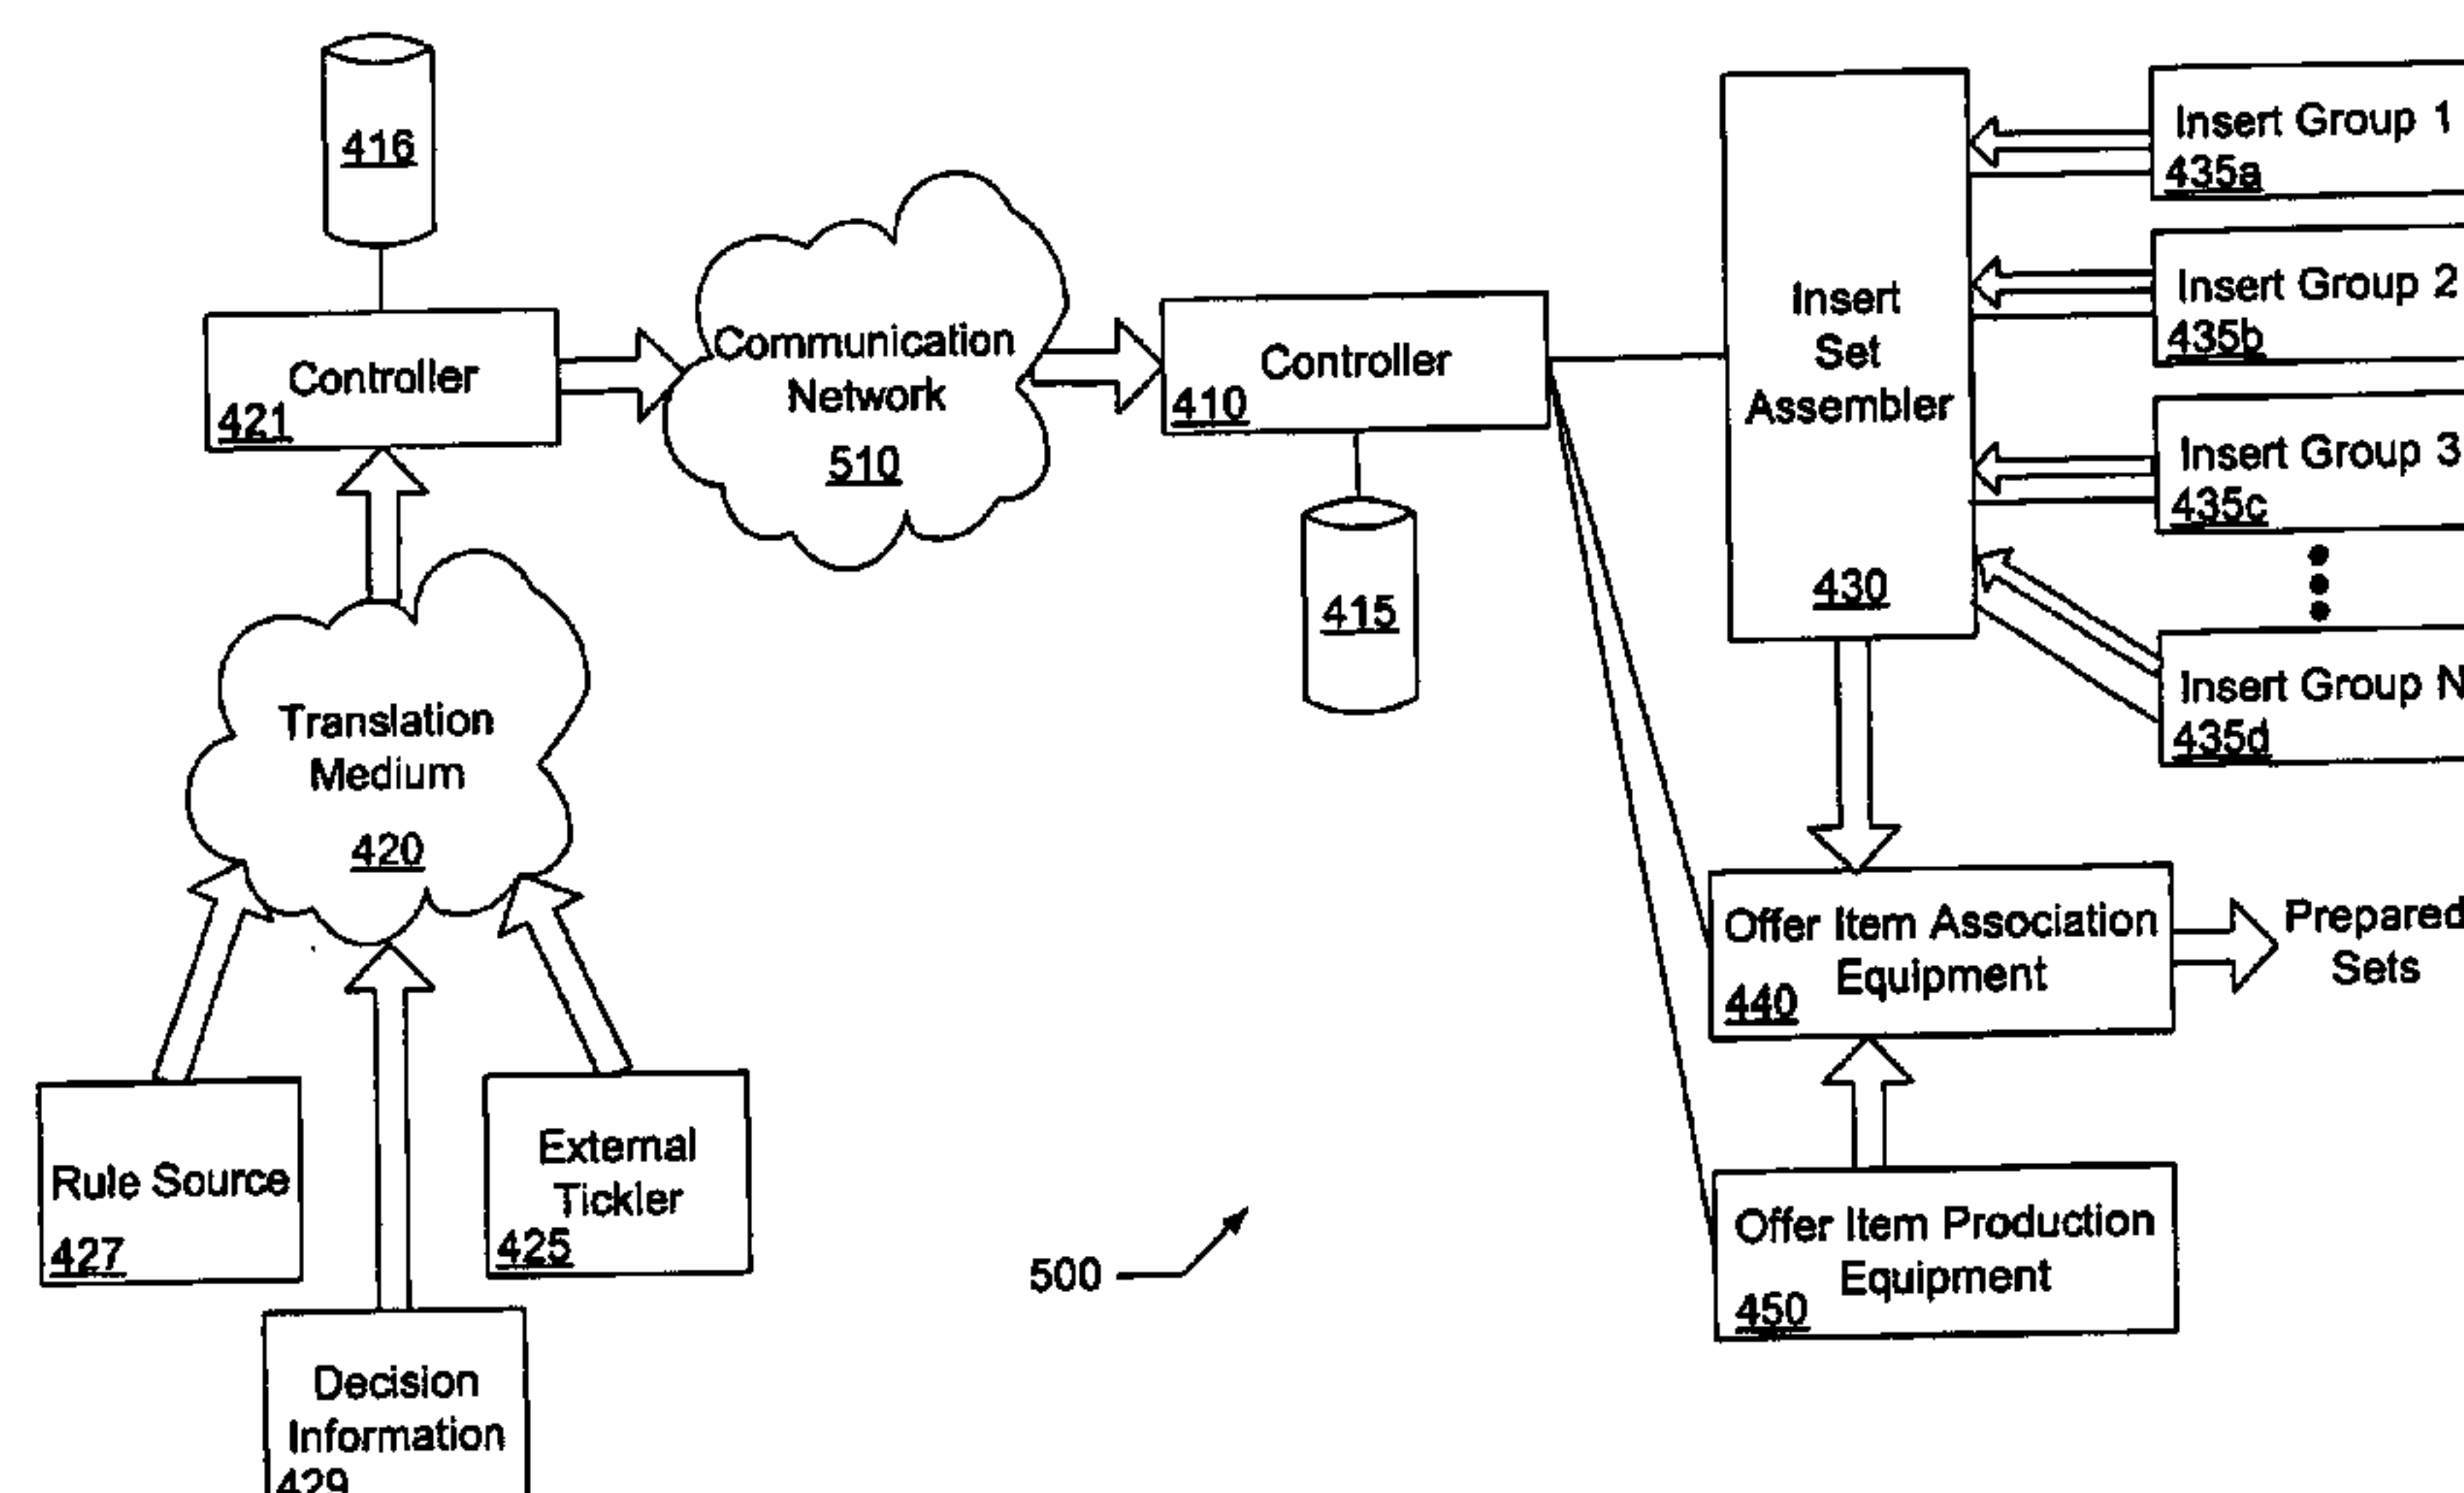 416
Controller
421
Communication
Network
510
Controller
410
415
Insert
Set
Assembler
430
Insert Group 1
435a
Insert Group 2
435b
Insert Group 3
435c
Insert Group N
435d
Translation
Medium
420
Rule Source
427
External
Tickler
425
Decision
Information
429
500
Offer Item Association
Equipment
440
Prepared
Sets
Offer Item Production
Equipment
450